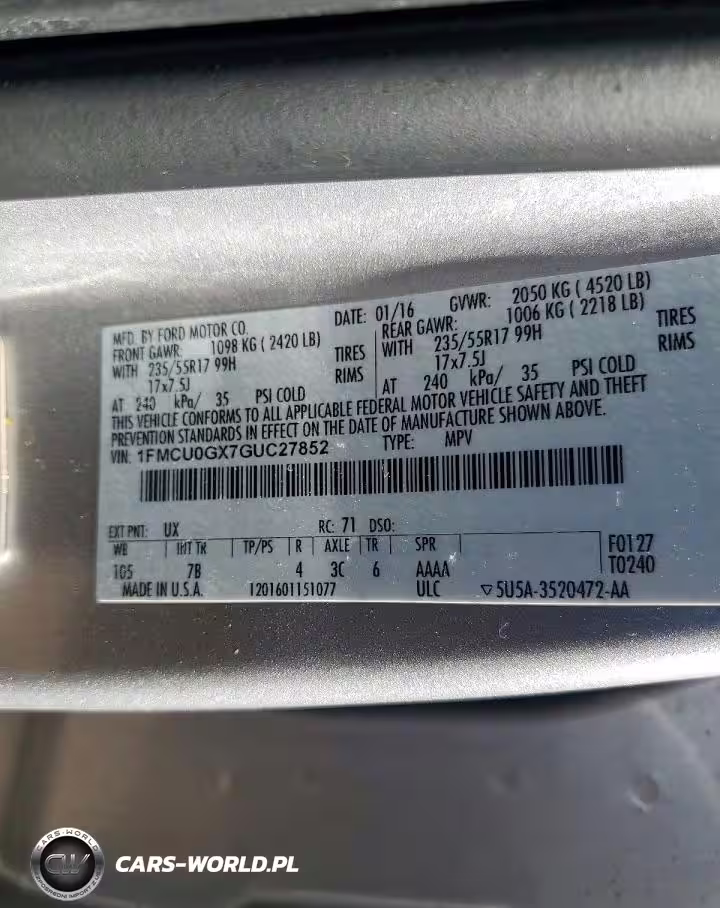 MFD. BY FORD MOTOR CO.
DATE: 01/16 GVWR: 2050 KG ( 4520 LB)
FRONT GAWR: 1098 KG ( 2420 LB)
REAR GAWR: 1006 KG ( 2218 LB)
WITH 235/55R17 99H TIRES
WITH 235/55R17 99H TIRES
17x7.5J RIMS
17x7.5J RIMS
AT 240 kPa/ 35 PSI COLD
AT 240 kPa/ 35 PSI COLD
THIS VEHICLE CONFORMS TO ALL APPLICABLE FEDERAL MOTOR VEHICLE SAFETY AND THEFT
PREVENTION STANDARDS IN EFFECT ON THE DATE OF MANUFACTURE SHOWN ABOVE.
VIN: 1FMCU0GX7GUC27852 TYPE: MPV
EXT PNT: UX RC: 71 DSO:
WB INT TR TP/PS R AXLE TR SPR F0127
105 7B 4 3C 6 AAAA T0240
MADE IN U.S.A. 1201601151077 ULC ▽5U5A-3520472-AA
CARS-WORLD
CW
CARS-WORLD.PL